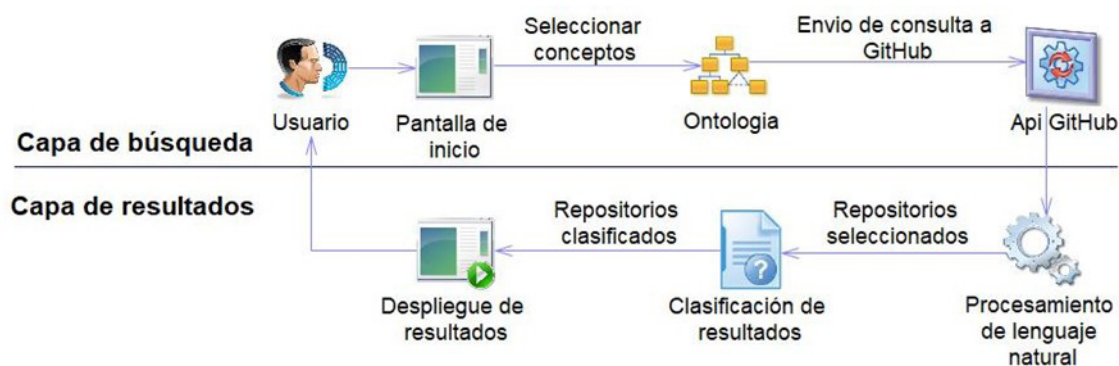 Seleccionar
conceptos
Envio de consulta a
GitHub
Usuario
Pantalla de
inicio
Ontologia
Api GitHub
Capa de búsqueda
Capa de resultados
Repositorios
clasificados
Repositorios
seleccionados
Despliegue de
resultados
Clasificación de
resultados
Procesamiento
de lenguaje
natural